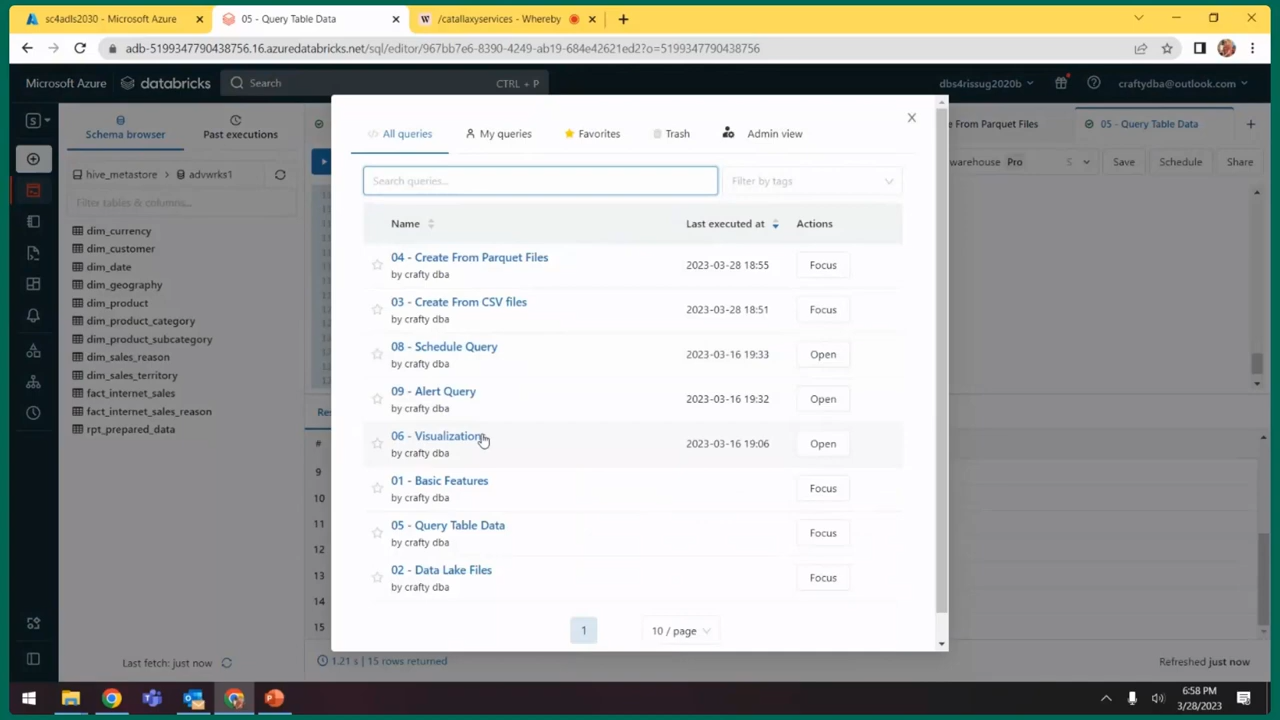 sc4adls2030 - Microsoft Azure
05 - Query Table Data
/catallaxyservices - Whereby
adb-5199347790438756.16.azuredatabricks.net/sql/editor/967bb7e6-8390-4249-ab19-684e42621ed2?o=5199347790438756
Microsoft Azure
databricks
Search
CTRL + P
dbs4rissug2020b
craftydba@outlook.com
Schema browser
Past executions
hive_metastore
advwrks1
Filter tables & columns...
dim_currency
dim_customer
dim_date
dim_geography
dim_product
dim_product_category
dim_product_subcategory
dim_sales_reason
dim_sales_territory
fact_internet_sales
fact_internet_sales_reason
rpt_prepared_data
Last fetch: just now
All queries
My queries
Favorites
Trash
Admin view
Search queries...
Filter by tags
Name
Last executed at
Actions
04 - Create From Parquet Files
by crafty dba
2023-03-28 18:55
Focus
03 - Create From CSV files
by crafty dba
2023-03-28 18:51
Focus
08 - Schedule Query
by crafty dba
2023-03-16 19:33
Open
09 - Alert Query
by crafty dba
2023-03-16 19:32
Open
06 - Visualization
by crafty dba
2023-03-16 19:06
Open
01 - Basic Features
by crafty dba
Focus
05 - Query Table Data
by crafty dba
Focus
02 - Data Lake Files
by crafty dba
Focus
1
10 / page
e From Parquet Files
05 - Query Table Data
warehouse Pro
S
Save
Schedule
Share
Res
#
9
10
11
12
13
14
15
1.21 s | 15 rows returned
Refreshed just now
6:58 PM
3/28/2023